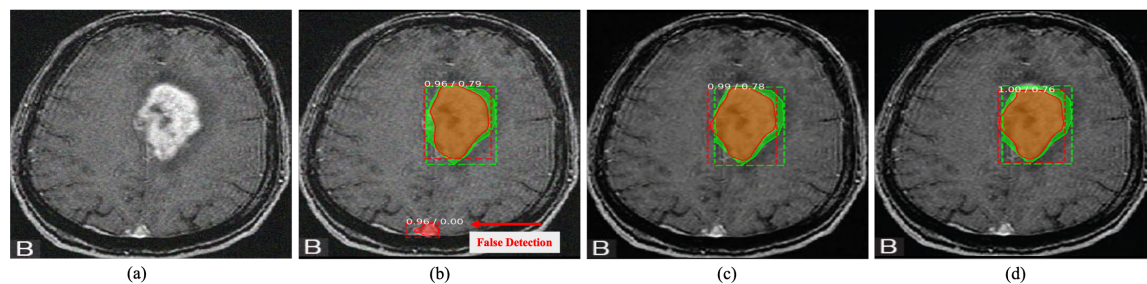 0.96 / 0.79
0.99 / 0.78
1.00 / 0.76
0.96 / 0.00
False Detection
B
B
B
B
(a)
(b)
(c)
(d)